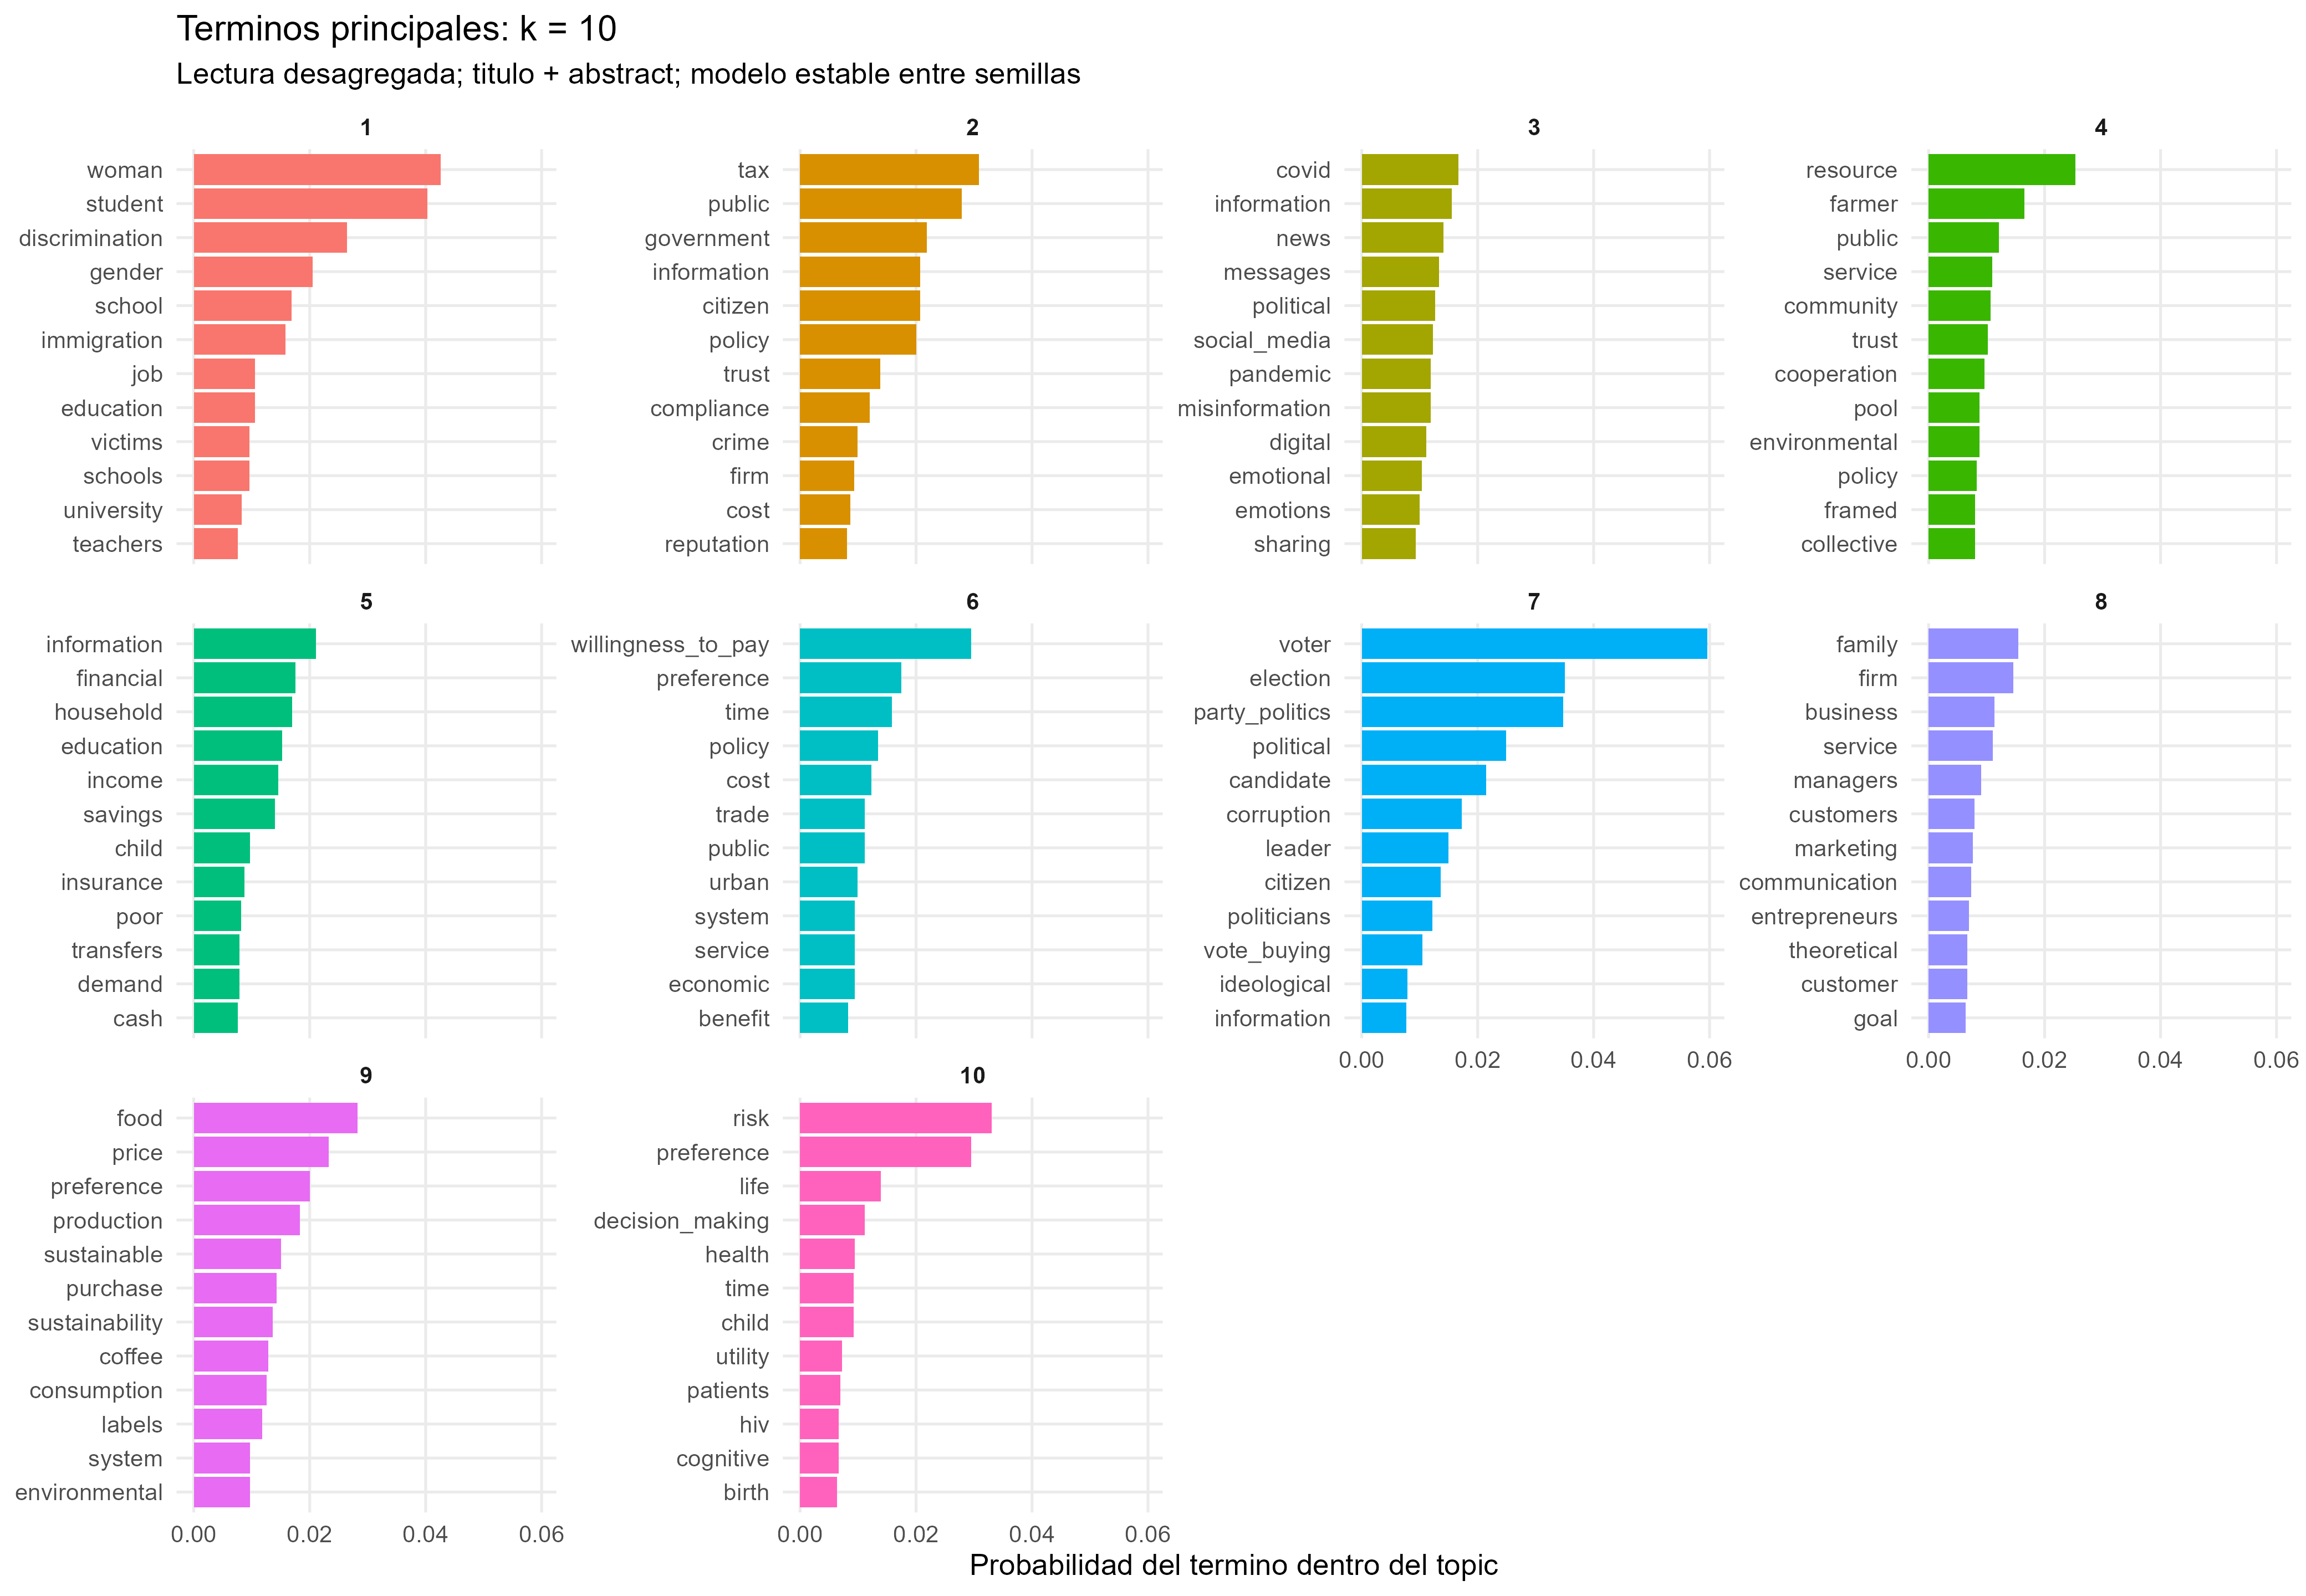 Terminos principales: k = 10
Lectura desagregada; titulo + abstract; modelo estable entre semillas
1
woman
student
discrimination
gender
school
immigration
job
education
victims
schools
university
teachers
2
tax
public
government
information
citizen
policy
trust
compliance
crime
firm
cost
reputation
3
covid
information
news
messages
political
social_media
pandemic
misinformation
digital
emotional
emotions
sharing
4
resource
farmer
public
service
community
trust
cooperation
pool
environmental
policy
framed
collective
5
information
financial
household
education
income
savings
child
insurance
poor
transfers
demand
cash
6
willingness_to_pay
preference
time
policy
cost
trade
public
urban
system
service
economic
benefit
7
voter
election
party_politics
political
candidate
corruption
leader
citizen
politicians
vote_buying
ideological
information
0.00 0.02 0.04 0.06
8
family
firm
business
service
managers
customers
marketing
communication
entrepreneurs
theoretical
customer
goal
0.00 0.02 0.04 0.06
9
food
price
preference
production
sustainable
purchase
sustainability
coffee
consumption
labels
system
environmental
0.00 0.02 0.04 0.06
10
risk
preference
life
decision_making
health
time
child
utility
patients
hiv
cognitive
birth
0.00 0.02 0.04 0.06
Probabilidad del termino dentro del topic